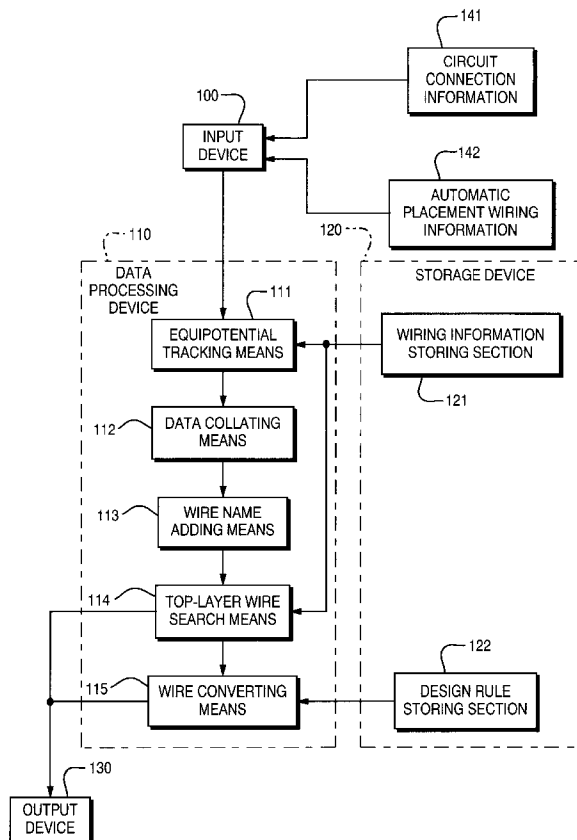 141
CIRCUIT
CONNECTION
INFORMATION
100
INPUT
DEVICE
142
AUTOMATIC
PLACEMENT WIRING
INFORMATION
110
120
DATA
PROCESSING
DEVICE
STORAGE DEVICE
111
EQUIPOTENTIAL
TRACKING MEANS
WIRING INFORMATION
STORING SECTION
121
112
DATA COLLATING
MEANS
113
WIRE NAME
ADDING MEANS
114
TOP-LAYER WIRE
SEARCH MEANS
122
115
WIRE CONVERTING
MEANS
DESIGN RULE
STORING SECTION
130
OUTPUT
DEVICE